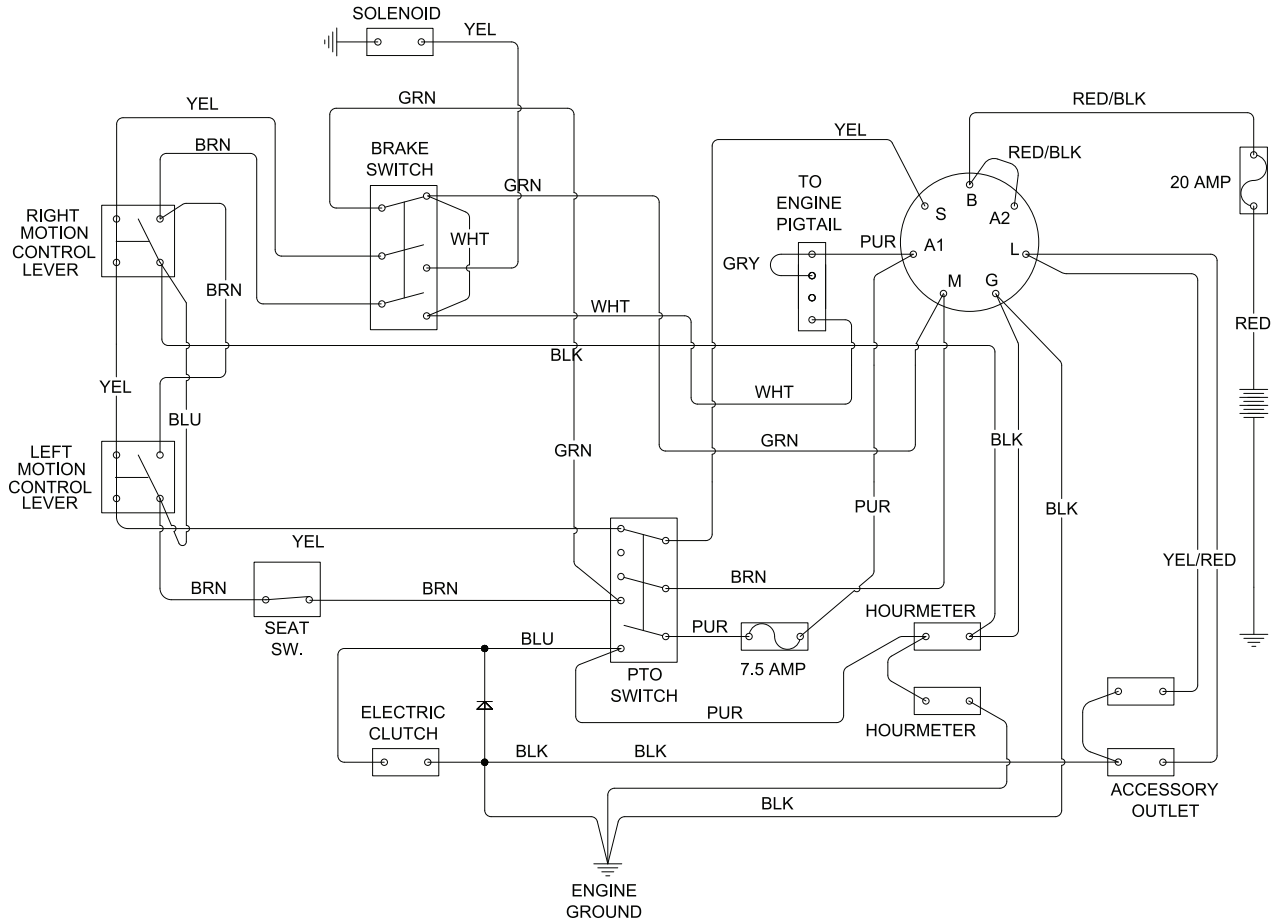 SOLENOID
YEL
GRN
YEL
BRN
BRAKE
SWITCH
GRN
WHT
WHT
RIGHT
MOTION
CONTROL
LEVER
BRN
YEL
BLU
LEFT
MOTION
CONTROL
LEVER
BLK
YEL
TO
ENGINE
PIGTAIL
GRY
PUR
WHT
GRN
GRN
RED/BLK
RED/BLK
S
B
A2
A1
L
M
G
20 AMP
RED
BLK
BLK
PUR
YEL/RED
YEL
BRN
SEAT
SW.
BRN
BRN
BLU
PUR
7.5 AMP
PTO
SWITCH
PUR
HOURMETER
HOURMETER
ELECTRIC
CLUTCH
BLK
BLK
BLK
ACCESSORY
OUTLET
ENGINE
GROUND